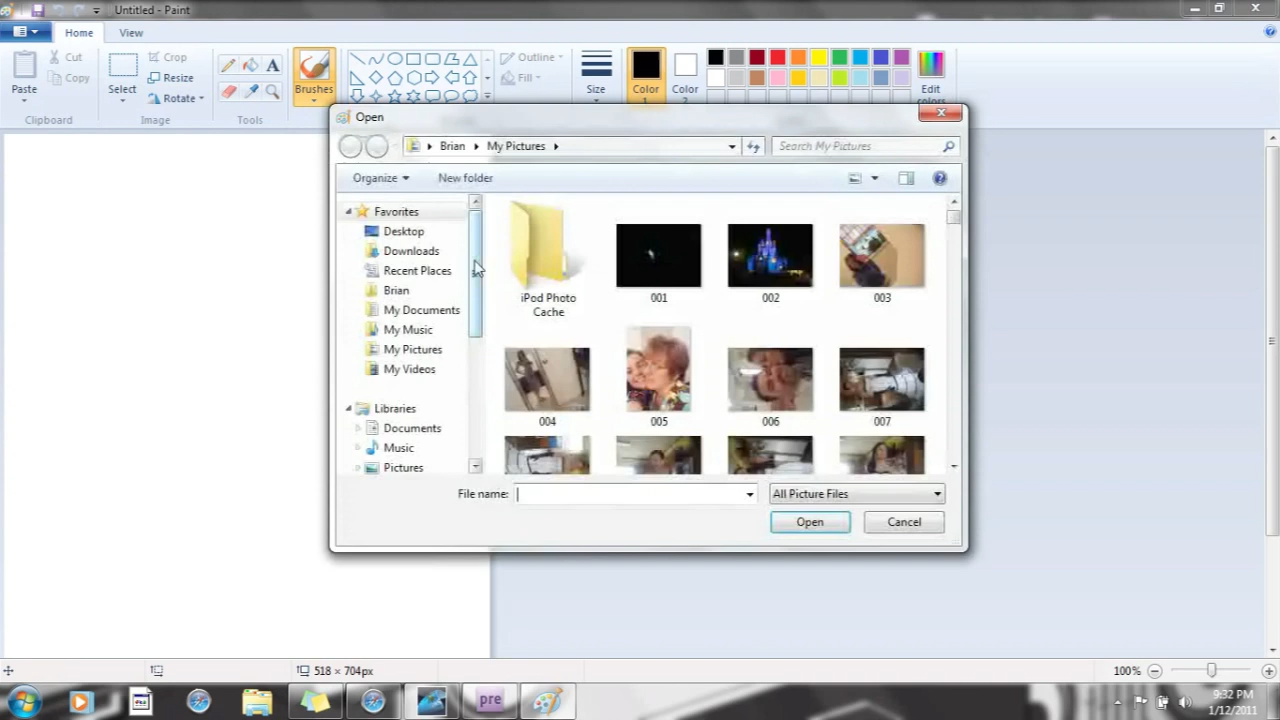 Untitled - Paint
Home
View
Paste
Cut
Copy
Clipboard
Select
Crop
Resize
Rotate
Image
Tools
Brushes
Outline
Fill
Size
Color
1
Color
2
Edit
colors
Open
Brian
My Pictures
Search My Pictures
Organize
New folder
Favorites
Desktop
Downloads
Recent Places
Brian
My Documents
My Music
My Pictures
My Videos
Libraries
Documents
Music
Pictures
iPod Photo
Cache
001
002
003
004
005
006
007
File name:
All Picture Files
Open
Cancel
518 × 704px
100%
pre
9:32 PM
1/12/2011